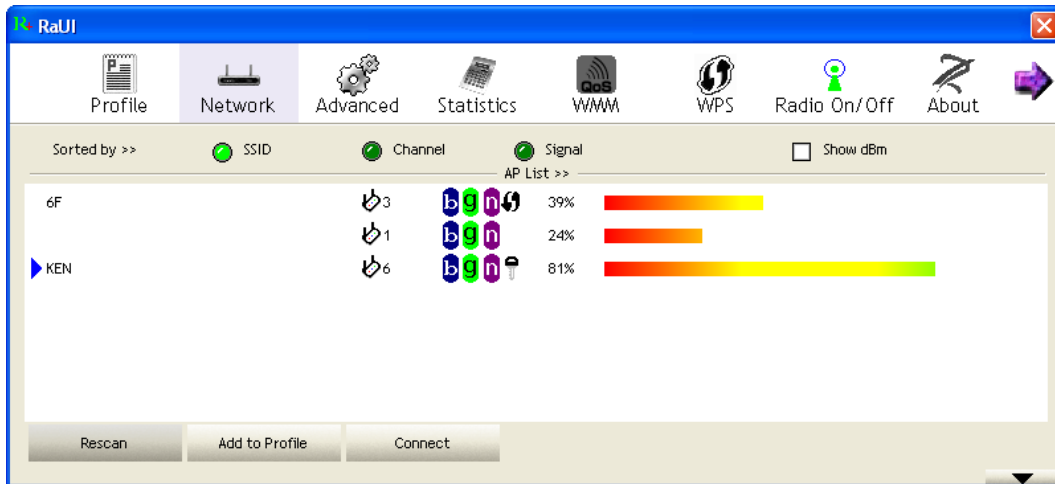 RaUI
Profile Network Advanced Statistics QoS WMM WPS Radio On/Off About
Sorted by >> SSID Channel Signal Show dBm
AP List >>
6F 3 b g n 39%
1 b g n 24%
KEN 6 b g n 81%
Rescan Add to Profile Connect